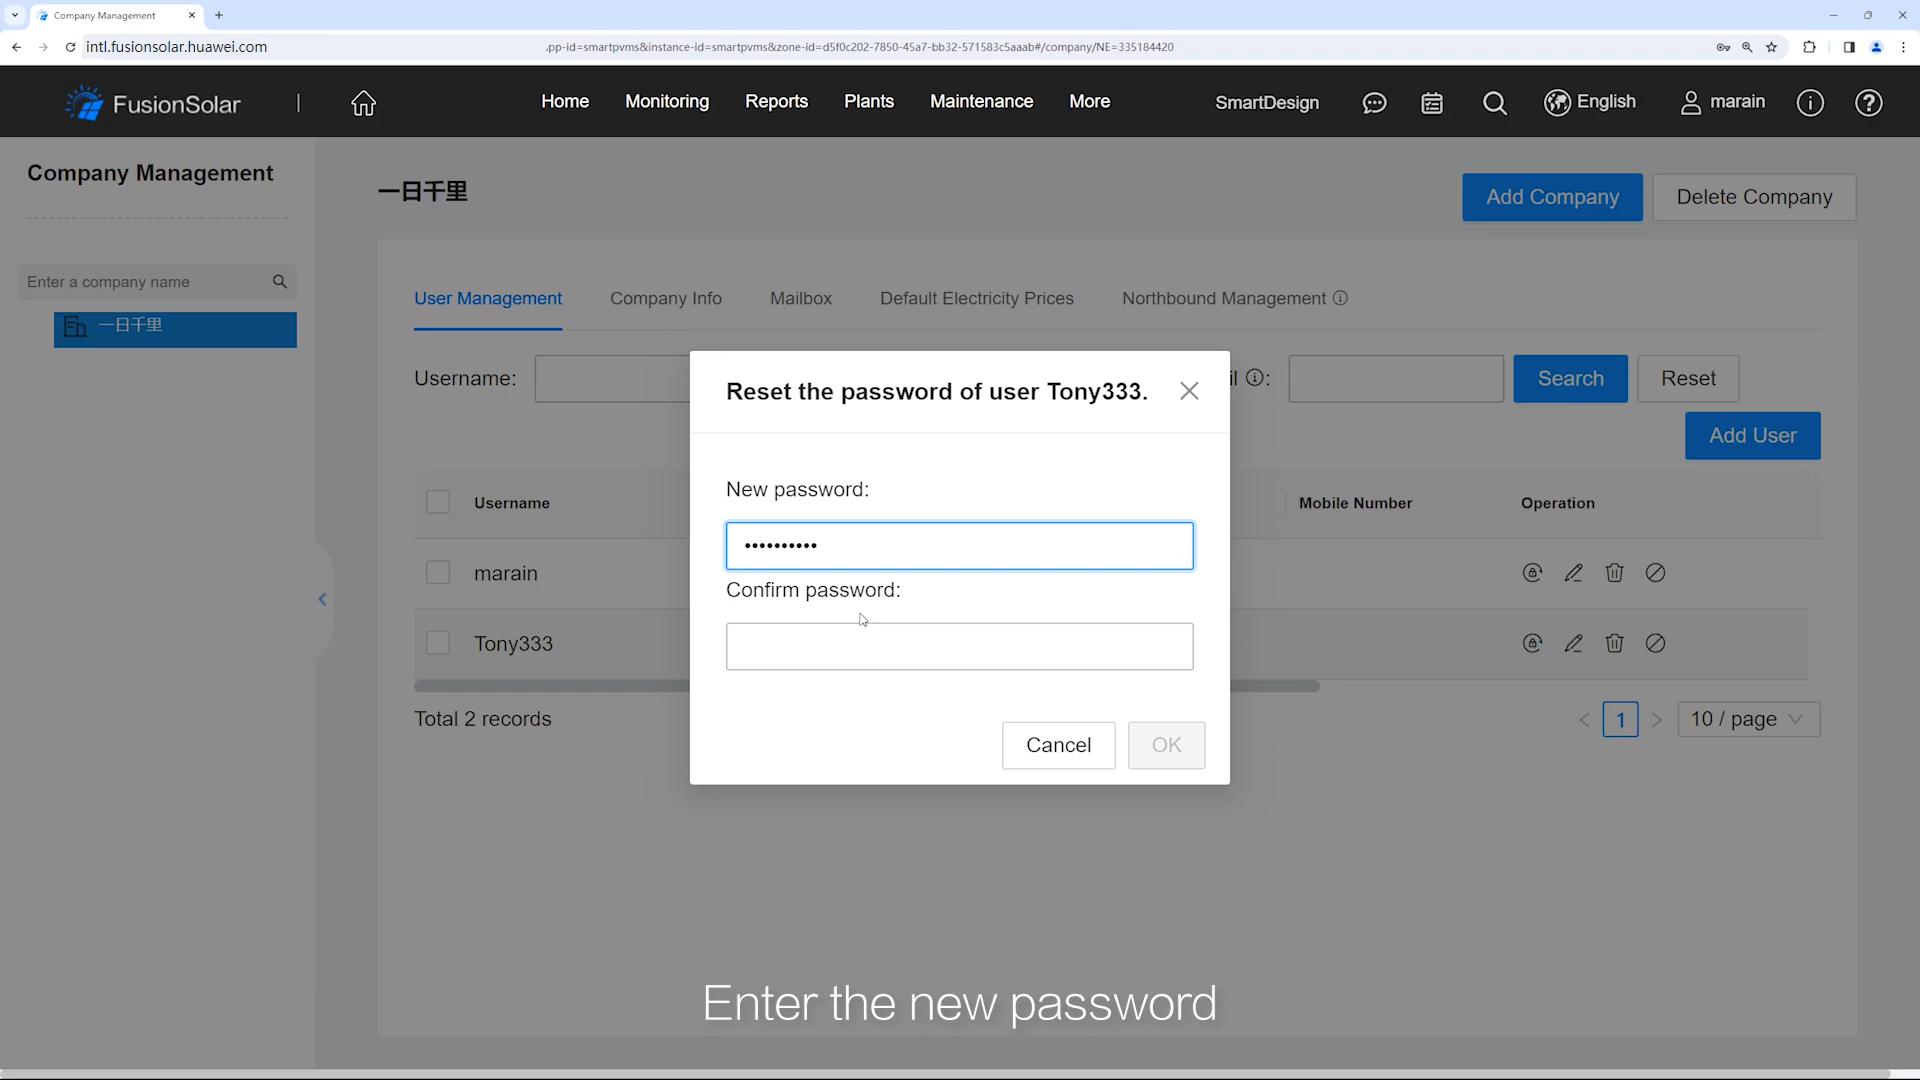 Company Management
intl.fusionsolar.huawei.com
pp-id=smartpvms&instance-id=smartpvms&zone-id=d5f0c202-7850-45a7-bb32-571583c5aaab#/company/NE=335184420
FusionSolar
Home
Monitoring
Reports
Plants
Maintenance
More
SmartDesign
English
marain
Company Management
Enter a company name
一日千里
一日千里
Add Company
Delete Company
User Management
Company Info
Mailbox
Default Electricity Prices
Northbound Management
Username:
il
:
Search
Reset
Add User
Username
Mobile Number
Operation
marain
Tony333
Total 2 records
1
10 / page
Reset the password of user Tony333.
New password:
••••••••••
Confirm password:
Cancel
OK
Enter the new password